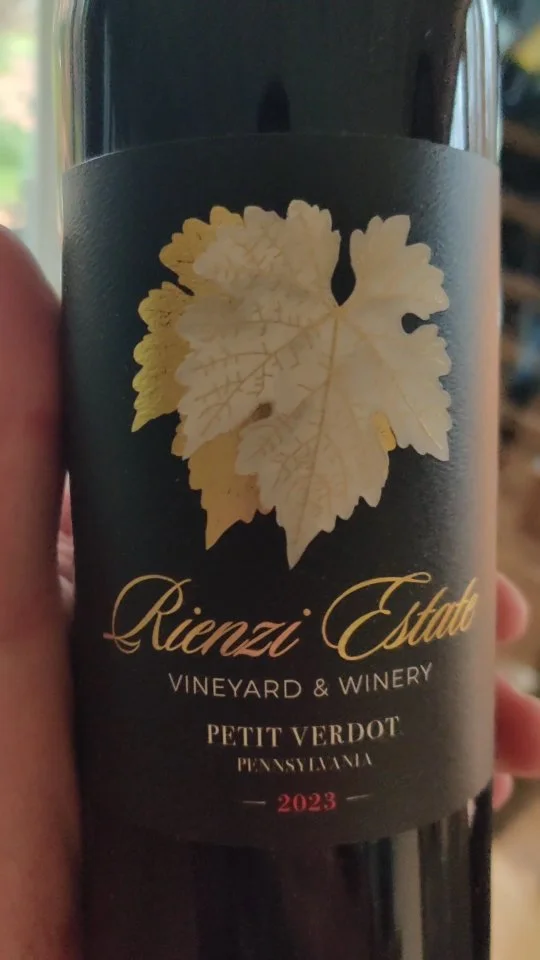 Rienzi Estate
VINEYARD & WINERY
PETIT VERDOT
PENNSYLVANIA
— 2023 —